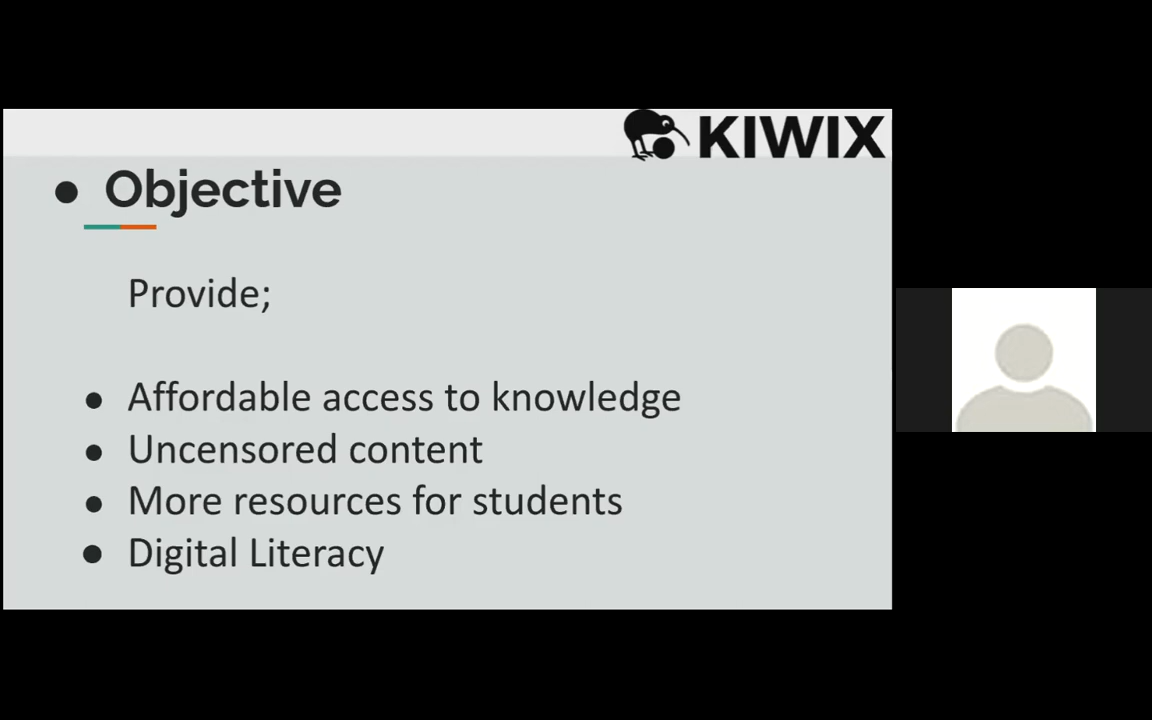 KIWIX
● Objective
Provide;
● Affordable access to knowledge
● Uncensored content
● More resources for students
● Digital Literacy